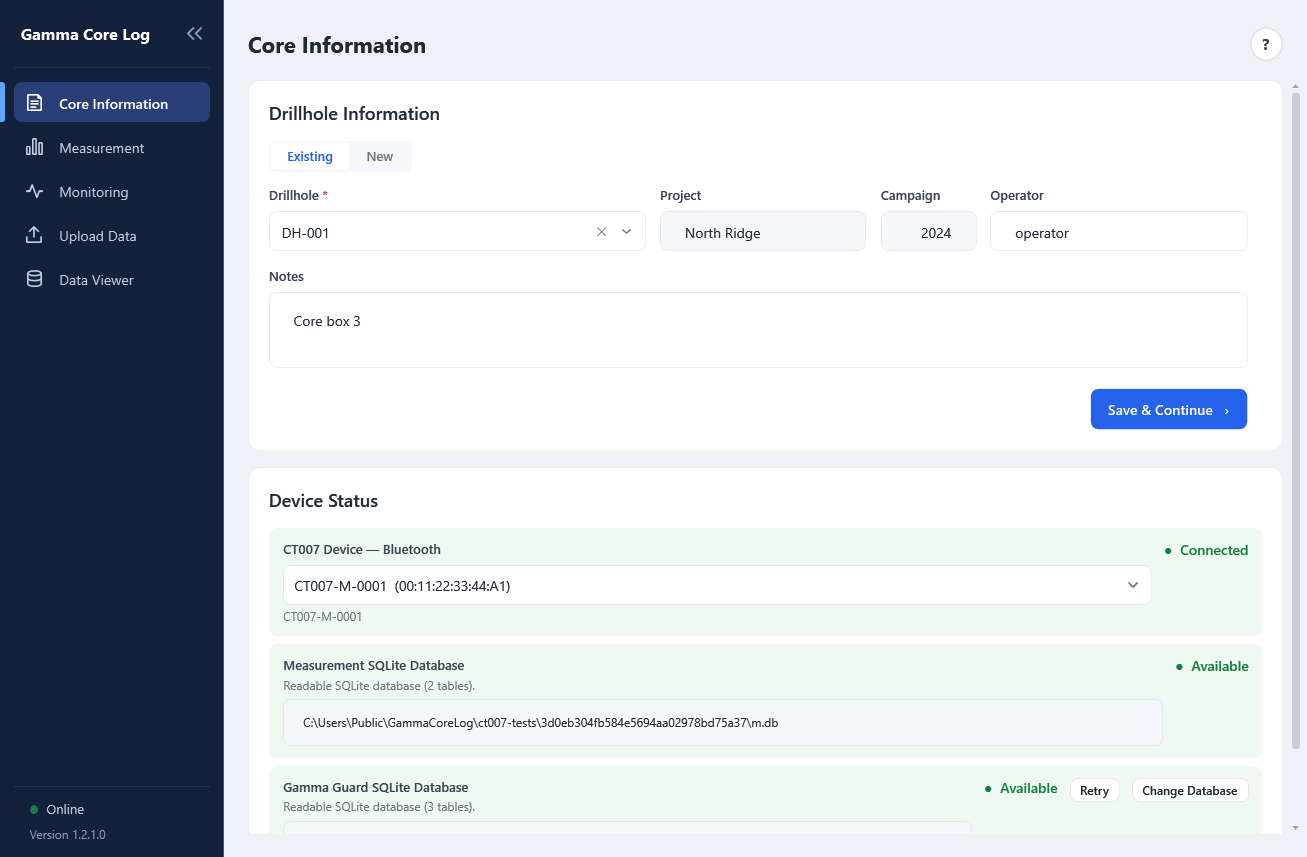 Gamma Core Log
Core Information
Measurement
Monitoring
Upload Data
Data Viewer
Online
Version 1.2.1.0
Core Information
?
Drillhole Information
Existing New
Drillhole * Project Campaign Operator
DH-001 North Ridge 2024 operator
Notes
Core box 3
Save & Continue ›
Device Status
CT007 Device — Bluetooth
Connected
CT007-M-0001 (00:11:22:33:44:A1)
CT007-M-0001
Measurement SQLite Database
Available
Readable SQLite database (2 tables).
C:\Users\Public\GammaCoreLog\ct007-tests\3d0eb304fb584e5694aa02978bd75a37\m.db
Gamma Guard SQLite Database
Available Retry Change Database
Readable SQLite database (3 tables).